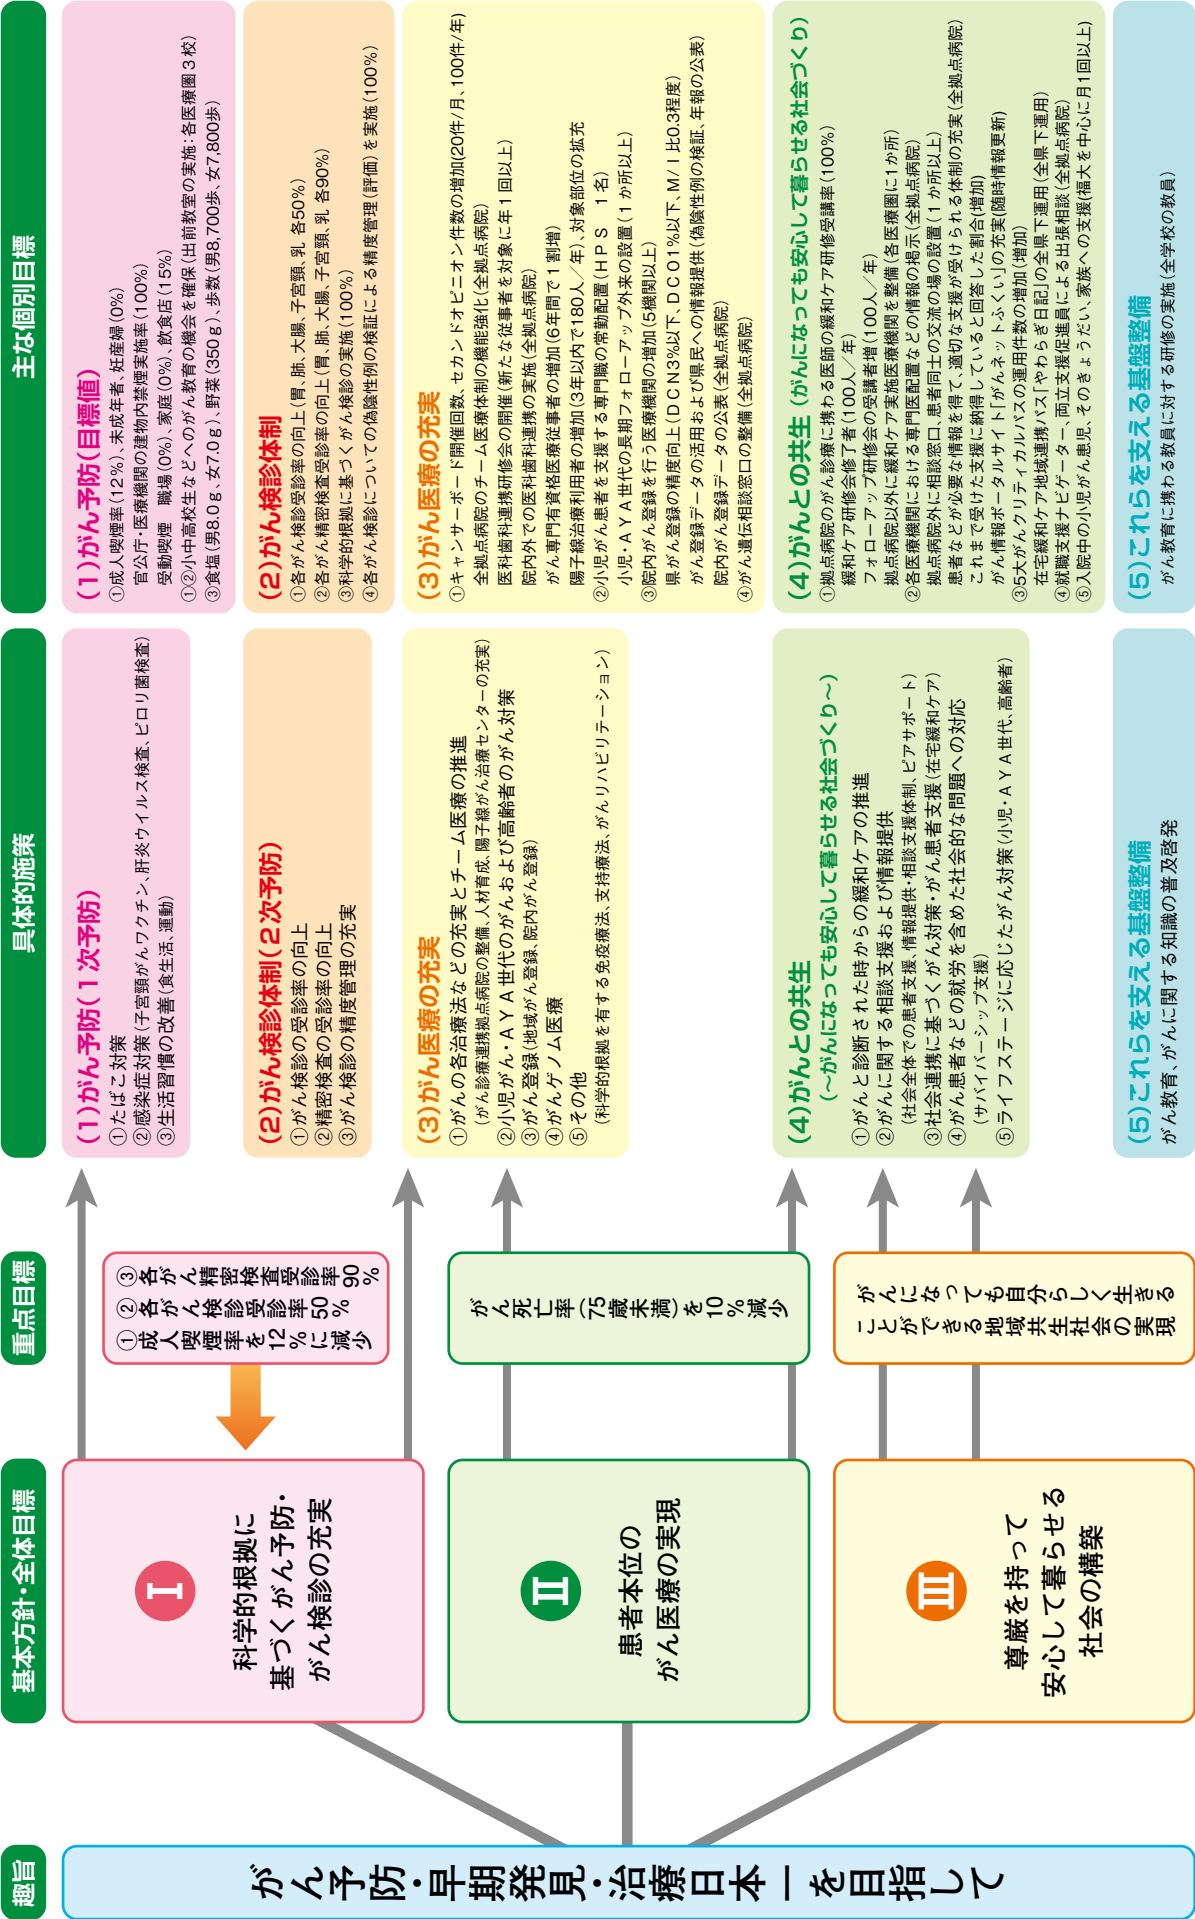 趣旨
がん予防・早期発見・治療日本一を目指して
基本方針・全体目標
Ⅰ
科学的根拠に
基づくがん予防・
がん検診の充実
Ⅱ
患者本位の
がん医療の実現
Ⅲ
尊厳を持って
安心して暮らせる
社会の構築
重点目標
①成人喫煙率を12%に減少
②各がん検診受診率50%
③各がん精密検査受診率90%
がん死亡率(75歳未満)を10%減少
がんになっても自分らしく生きる
ことができる地域共生社会の実現
具体的施策
(1)がん予防(1次予防)
①たばこ対策
②感染症対策(子宮頸がんワクチン、肝炎ウイルス検査、ピロリ菌検査)
③生活習慣の改善(食生活、運動)
(2)がん検診体制(2次予防)
①がん検診の受診率の向上
②精密検査の受診率の向上
③がん検診の精度管理の充実
(3)がん医療の充実
①がんの各治療法などの充実とチーム医療の推進
(がん診療連携拠点病院の整備、人材育成、陽子線がん治療センターの充実)
②小児がん・AYA世代のがんおよび高齢者のがん対策
③がん登録(地域がん登録、院内がん登録)
④がんゲノム医療
⑤その他
(科学的根拠を有する免疫療法、支持療法、がんリハビリテーション)
(4)がんとの共生
(～がんになっても安心して暮らせる社会づくり～)
①がんと診断された時からの緩和ケアの推進
②がんに関する相談支援および情報提供
(社会全体での患者支援、情報提供・相談支援体制、ピアサポート)
③社会連携に基づくがん対策・がん患者支援(在宅緩和ケア)
④がん患者などの就労を含めた社会的な問題への対応
(サバイバーシップ支援)
⑤ライフステージに応じたがん対策(小児・AYA世代、高齢者)
(5)これらを支える基盤整備
がん教育、がんに関する知識の普及啓発
主な個別目標
(1)がん予防(目標値)
①成人喫煙率(12%)、未成年者、妊産婦(0%)
官公庁・医療機関の建物内禁煙実施率(100%)
受動喫煙　職場(0%)、家庭(0%)、飲食店(15%)
①②小中高校生などへのがん教育の機会を確保(出前教室の実施:各医療圏3校)
③食塩(男8.0g、女7.0g)、野菜(350g)、歩数(男8,700歩、女7,800歩)
(2)がん検診体制
①各がん検診受診率の向上(胃、肺、大腸、子宮頸、乳 各50%)
②各がん精密検査受診率の向上(胃、肺、大腸、子宮頸、乳 各90%)
③科学的根拠に基づくがん検診の実施(100%)
④各がん検診についての偽陰性例の検証による精度管理(評価)を実施(100%)
(3)がん医療の充実
①キャンサーボード開催回数、セカンドオピニオン件数の増加(20件/月、100件/年)
全拠点病院のチーム医療体制の機能強化(全拠点病院)
医科歯科連携研修会の開催(新たな従事者を対象に年1回以上)
院内外での医科歯科連携の実施(全拠点病院)
がん専門有資格医療従事者の増加(6年間で1割増)
陽子線治療利用者の増加(3年以内で180人／年)、対象部位の拡充
②小児がん患者を支援する専門職の常勤配置(HPS 1名)
小児・AYA世代の長期フォローアップ外来の設置(1か所以上)
③院内がん登録を行う医療機関の増加(5機関以上)
県がん登録の精度向上(DCN3%以下、DCO1%以下、M/I比0.3程度)
がん登録データの活用および県民への情報提供(偽陰性例の検証、年報の公表)
院内がん登録データの公表(全拠点病院)
④がん遺伝相談窓口の整備(全拠点病院)
(4)がんとの共生(がんになっても安心して暮らせる社会づくり)
①拠点病院のがん診療に携わる医師の緩和ケア研修受講率(100%)
緩和ケア研修会修了者(100人／年)
フォローアップ研修会の受講者増(100人／年)
拠点病院以外に緩和ケア実施医療機関を整備(各医療圏に1か所)
②各医療機関における専門医配置などの情報の掲示(全拠点病院)
拠点病院外に相談窓口、患者同士の交流の場の設置(1か所以上)
患者などが必要な情報を得て、適切な支援が受けられる体制の充実(全拠点病院)
これまで受けた支援に納得していると回答した割合(増加)
がん情報ポータルサイト「がんネットふくい」の充実(随時情報更新)
③5大がんクリティカルパスの運用件数の増加(増加)
在宅緩和ケア地域連携パス「やわらぎ日記」の全県下運用(全県下運用)
④就職支援ナビゲーター、両立支援促進員による出張相談(全拠点病院)
⑤入院中の小児がん患児、そのきょうだい、家族への支援(福大を中心に月1回以上)
(5)これらを支える基盤整備
がん教育に携わる教員に対する研修の実施(全学校の教員)